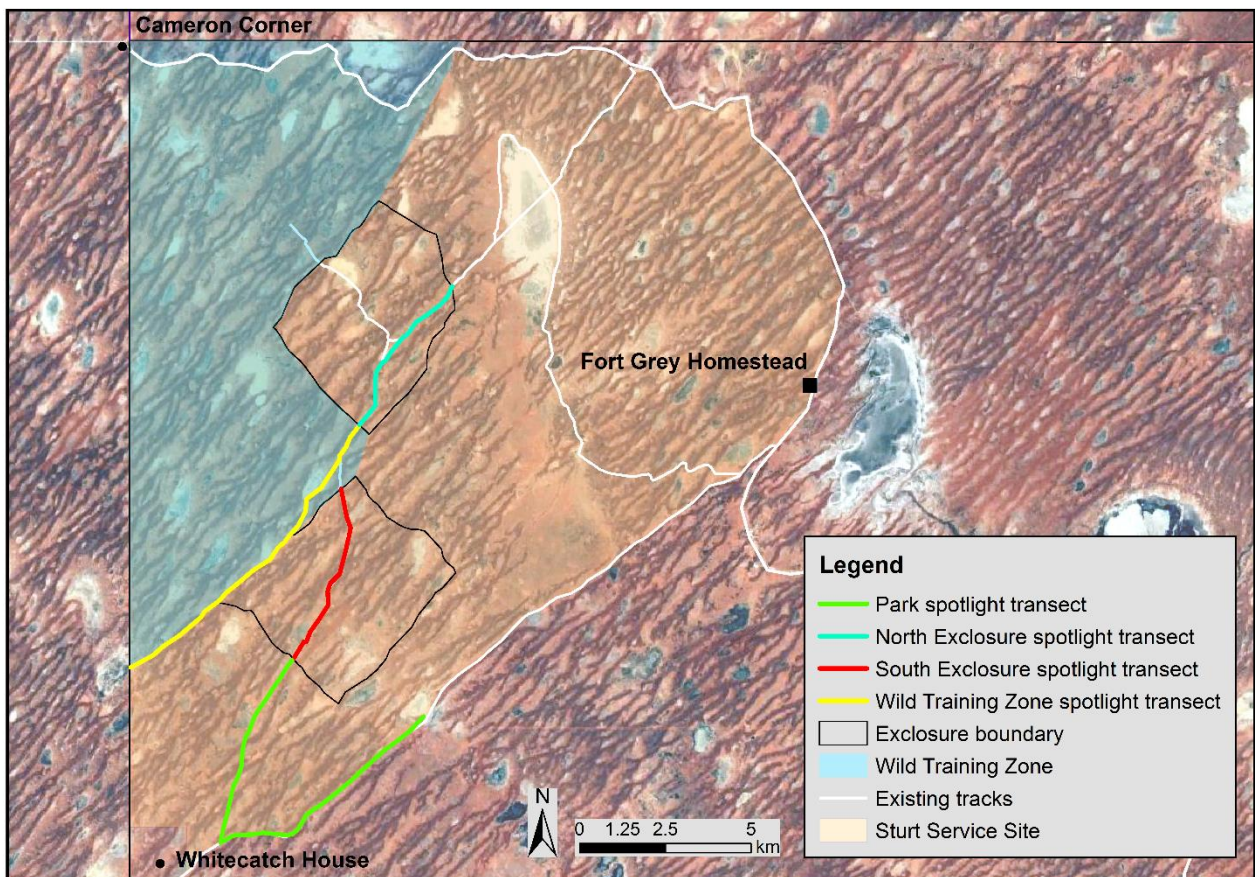 Cameron Corner
Fort Grey Homestead
Legend
Park spotlight transect
North Exclosure spotlight transect
South Exclosure spotlight transect
Wild Training Zone spotlight transect
Exclosure boundary
Wild Training Zone
Existing tracks
Sturt Service Site
N
0 1.25 2.5 5
km
Whitecatch House